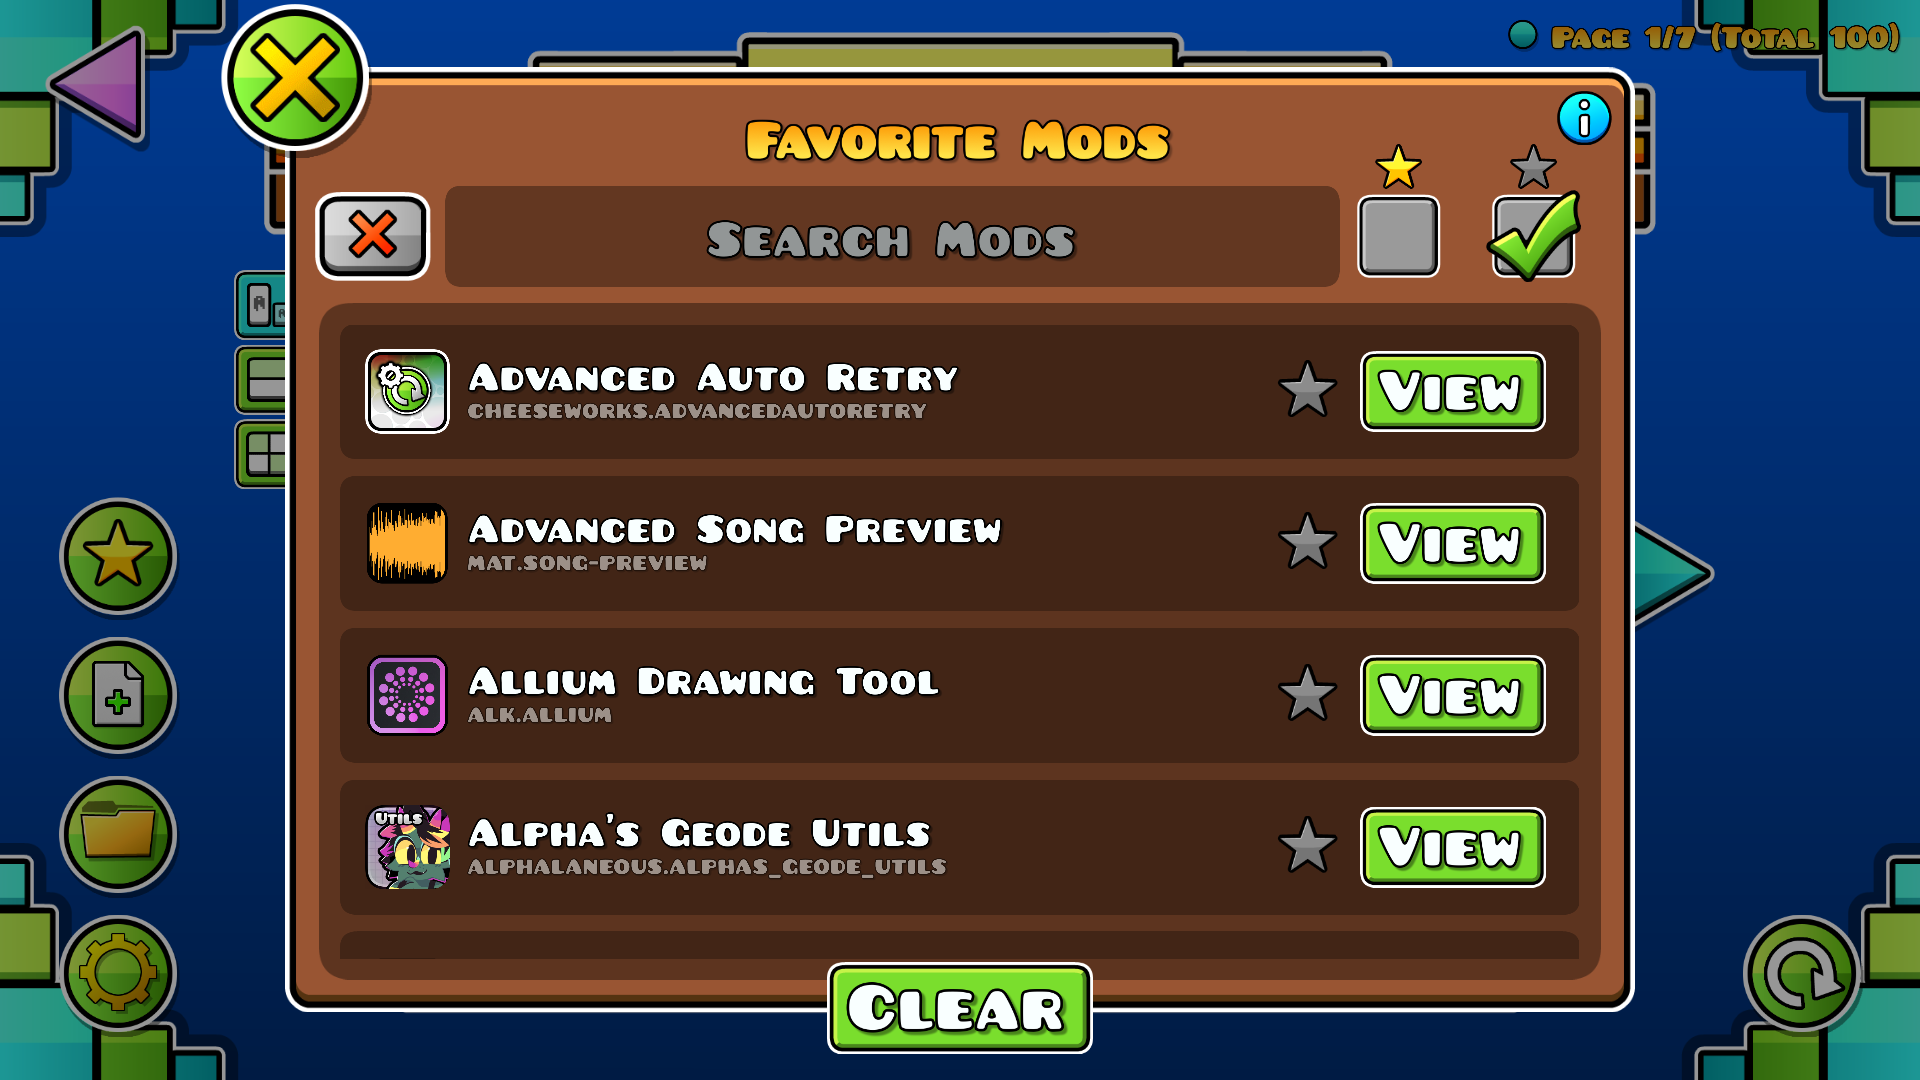 Page 1/7 (Total 100)
Favorite Mods
Search Mods
Advanced Auto Retry
cheeseworks.advancedautoretry
View
Advanced Song Preview
mat.song-preview
View
Allium Drawing Tool
alk.allium
View
Utils
Alpha's Geode Utils
alphalaneous.alphas_geode_utils
View
Clear